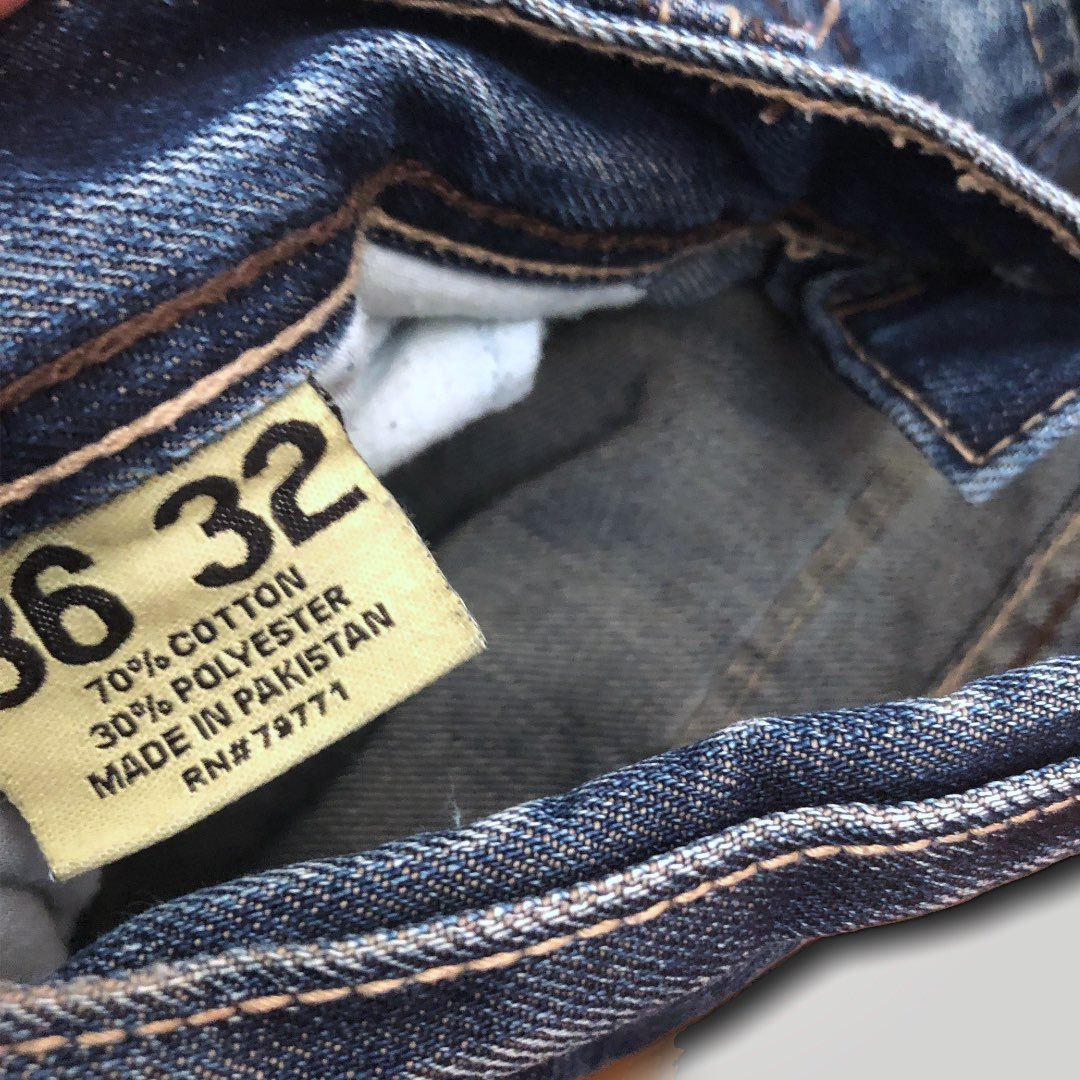 36 32
70% COTTON
30% POLYESTER
MADE IN PAKISTAN
RN#79771